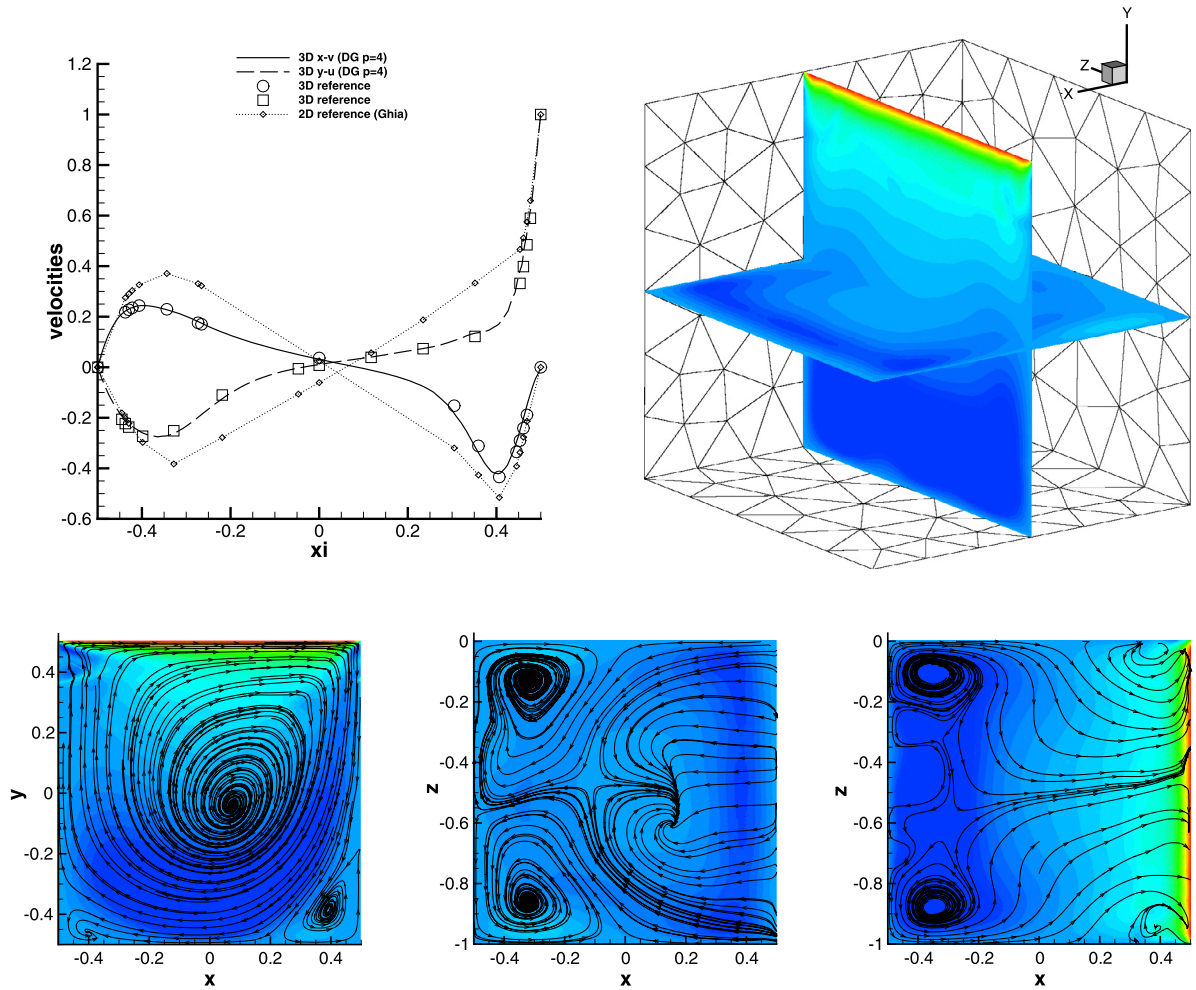 3D x-v (DG p=4)
3D y-u (DG p=4)
3D reference
3D reference
2D reference (Ghia)
1.2
1
0.8
0.6
0.4
0.2
0
-0.2
-0.4
-0.6
velocities
-0.4 -0.2 0 0.2 0.4
xi
Y
Z
X
0.4
0.2
0
-0.2
-0.4
y
-0.4 -0.2 0 0.2 0.4
x
0
-0.2
-0.4
-0.6
-0.8
-1
z
-0.4 -0.2 0 0.2 0.4
x
0
-0.2
-0.4
-0.6
-0.8
-1
z
-0.4 -0.2 0 0.2 0.4
x